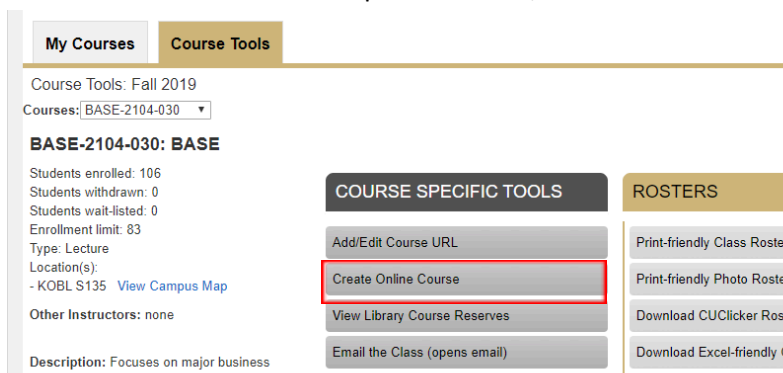 My Courses
Course Tools
Course Tools: Fall 2019
Courses: BASE-2104-030
BASE-2104-030: BASE
Students enrolled: 106
Students withdrawn: 0
Students wait-listed: 0
Enrollment limit: 83
Type: Lecture
Location(s):
- KOBL S135 View Campus Map
Other Instructors: none
Description: Focuses on major business
COURSE SPECIFIC TOOLS
Add/Edit Course URL
Create Online Course
View Library Course Reserves
Email the Class (opens email)
ROSTERS
Print-friendly Class
Print-friendly Photo
Download CUClicker
Download Excel-friendly